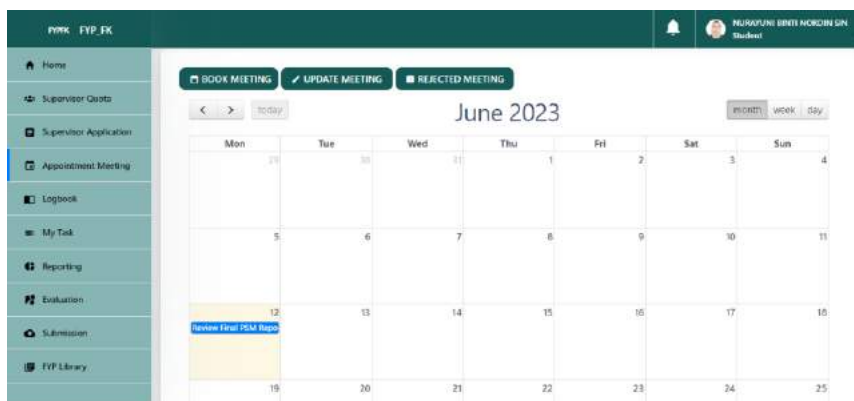 FYP_FK
NURAYUNI BINTI NORDIN SIN
Student
Home
Supervisor Quota
Supervisor Application
Appointment Meeting
Logbook
My Task
Reporting
Evaluation
Submission
FYP Library
BOOK MEETING
UPDATE MEETING
REJECTED MEETING
today
June 2023
month week day
Mon Tue Wed Thu Fri Sat Sun
29 30 31 1 2 3 4
5 6 7 8 9 10 11
12 13 14 15 16 17 18
Review Final PSM Repo
19 20 21 22 23 24 25